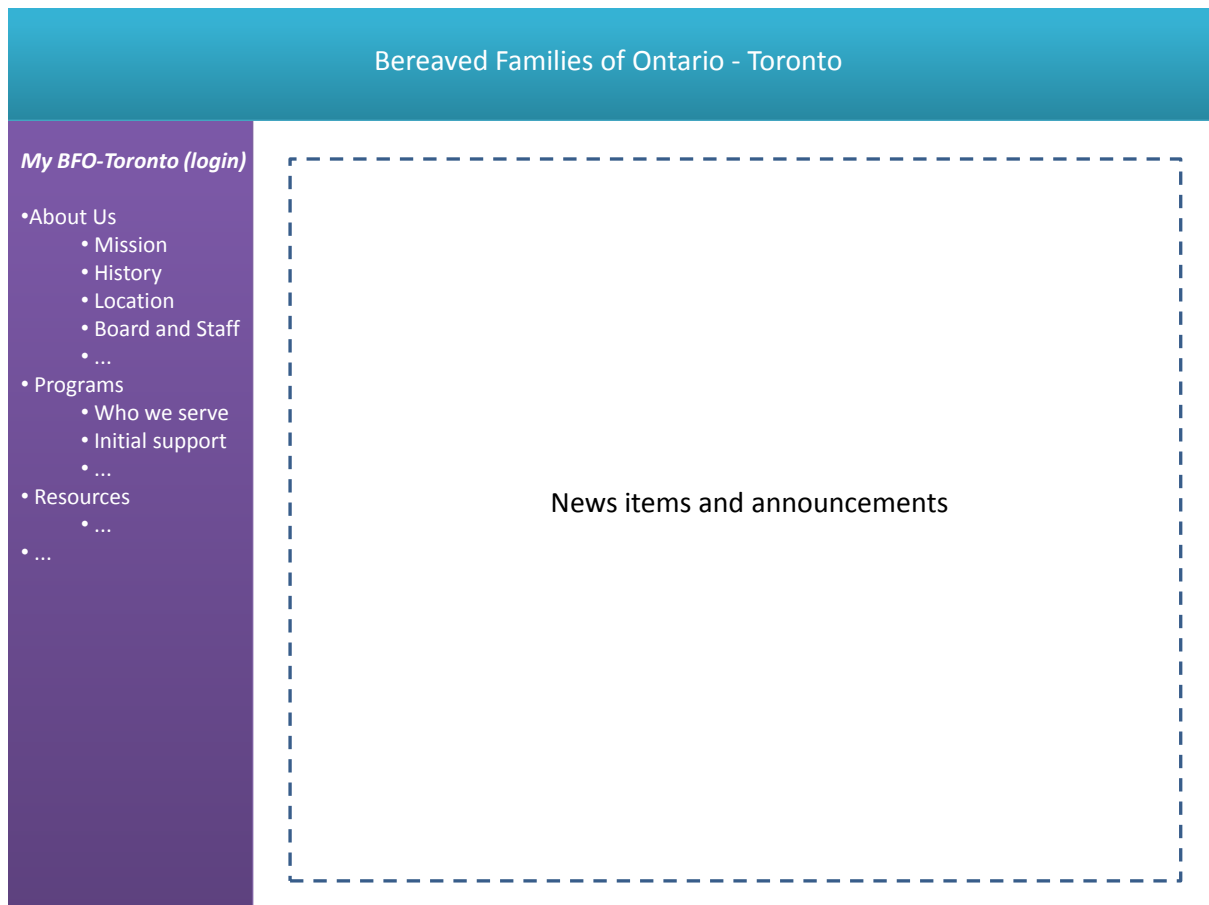 Bereaved Families of Ontario - Toronto
My BFO-Toronto (login)
•About Us
• Mission
• History
• Location
• Board and Staff
• ...
• Programs
• Who we serve
• Initial support
• ...
• Resources
• ...
• ...
News items and announcements